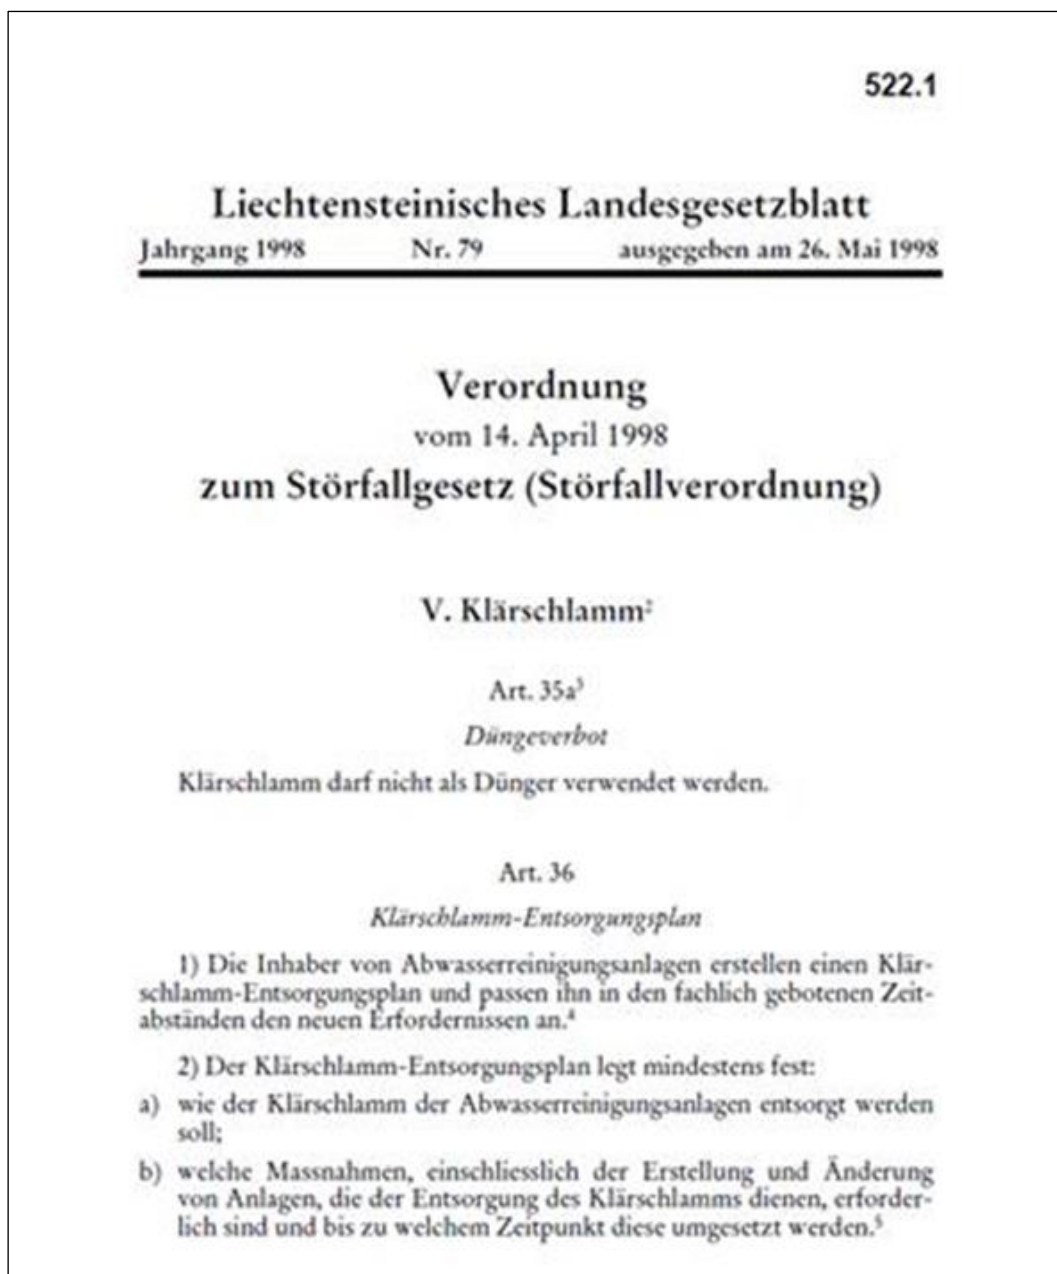 522.1
Liechtensteinisches Landesgesetzblatt
Jahrgang 1998 Nr. 79 ausgegeben am 26. Mai 1998
Verordnung
vom 14. April 1998
zum Störfallgesetz (Störfallverordnung)
V. Klärschlamm²
Art. 35a³
Düngeverbot
Klärschlamm darf nicht als Dünger verwendet werden.
Art. 36
Klärschlamm-Entsorgungsplan
1) Die Inhaber von Abwasserreinigungsanlagen erstellen einen Klär-
schlamm-Entsorgungsplan und passen ihn in den fachlich gebotenen Zeit-
abständen den neuen Erfordernissen an.⁴
2) Der Klärschlamm-Entsorgungsplan legt mindestens fest:
a) wie der Klärschlamm der Abwasserreinigungsanlagen entsorgt werden
soll;
b) welche Massnahmen, einschliesslich der Erstellung und Änderung
von Anlagen, die der Entsorgung des Klärschlamms dienen, erforder-
lich sind und bis zu welchem Zeitpunkt diese umgesetzt werden.⁵